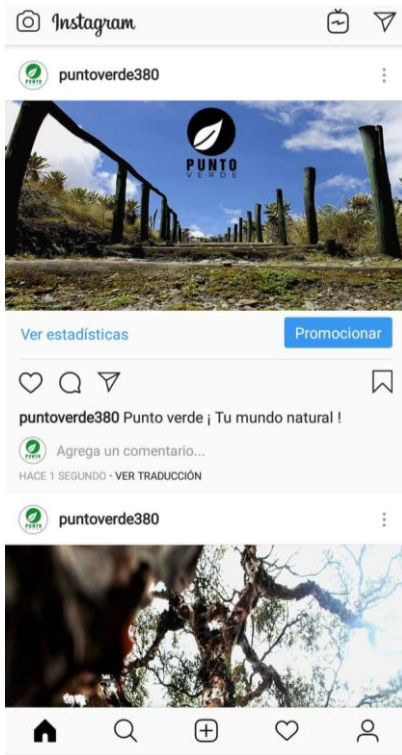 Instagram
puntoverde380
PUNTO
VERDE
Ver estadísticas
Promocionar
puntoverde380 Punto verde ¡ Tu mundo natural !
Agrega un comentario...
HACE 1 SEGUNDO · VER TRADUCCIÓN
puntoverde380